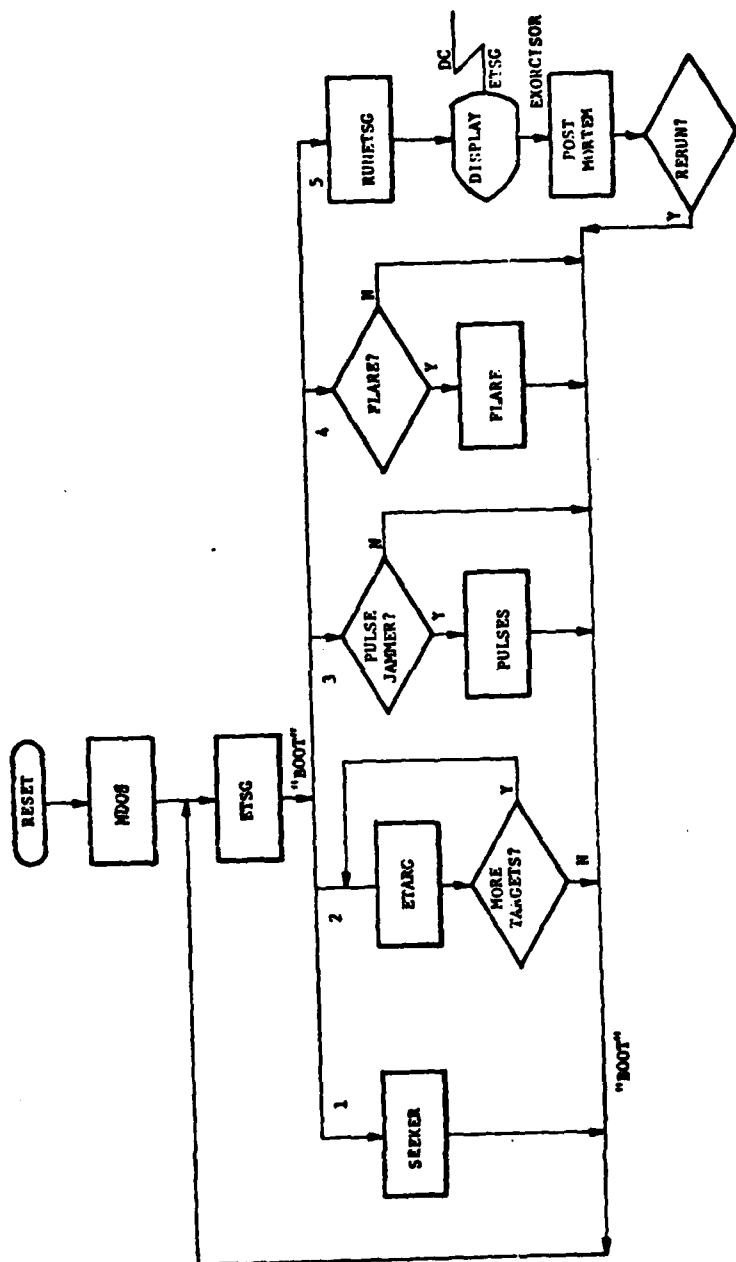 RESET
MDOS
ETSG
"BOOT"
1
SEEKER
2
ETARG
MORE
TARGETS?
Y
N
3
PULSE
JAMMER?
N
Y
PULSES
4
FLARE?
N
Y
FLARE
5
RUNETSG
DISPLAY
DC
ETSG
EXORCISOR
POST
MORTEM
RERUN?
Y
"BOOT"